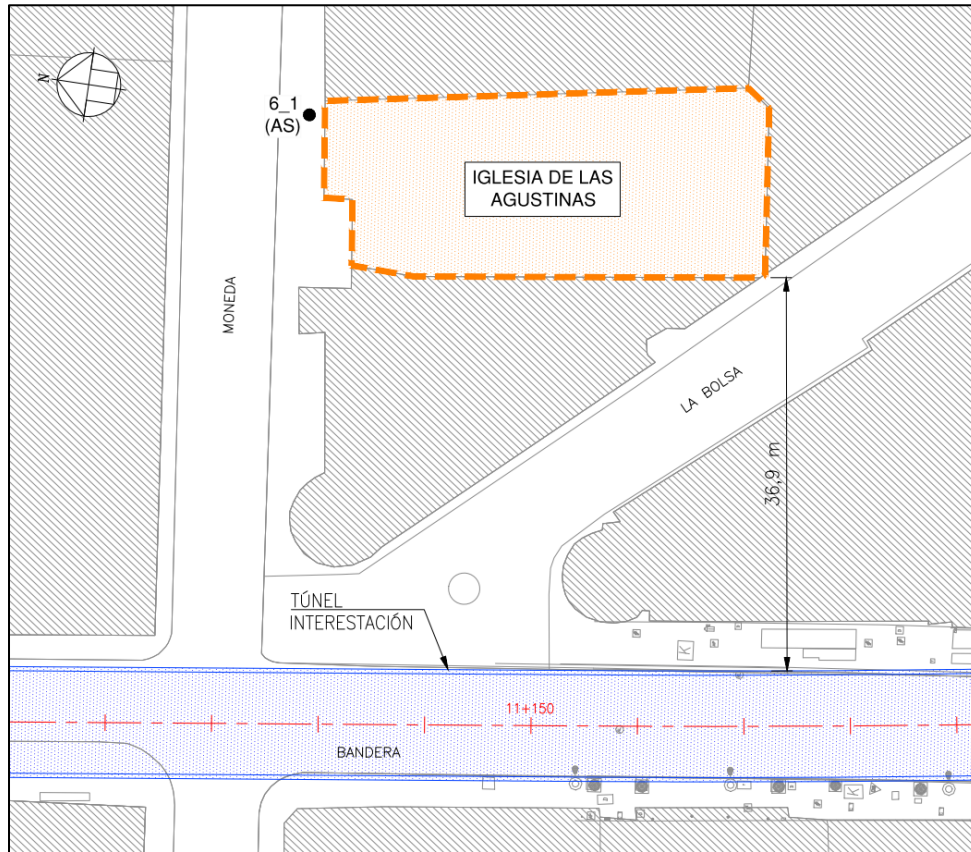 N
6_1
(AS)
IGLESIA DE LAS
AGUSTINAS
MONEDA
LA BOLSA
36,9 m
TÚNEL
INTERESTACIÓN
K
11+150
BANDERA
K